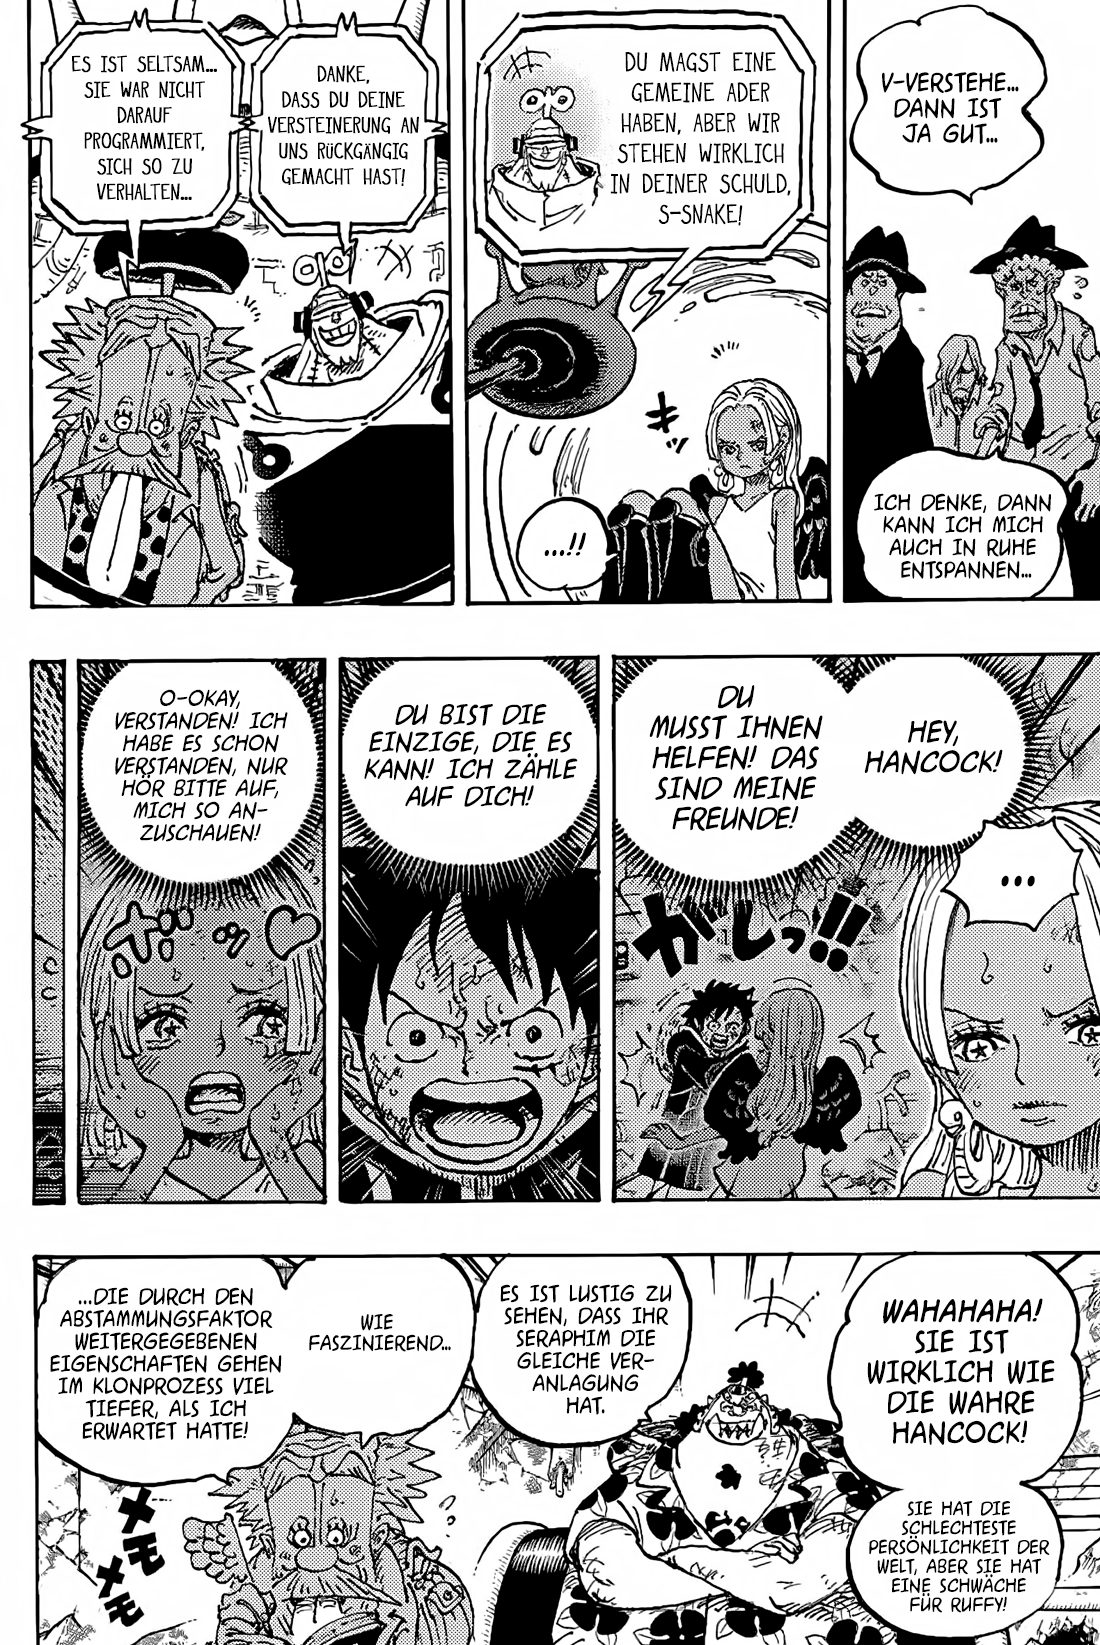 V-VERSTEHE...
DANN IST
JA GUT...
ICH DENKE, DANN
KANN ICH MICH
AUCH IN RUHE
ENTSPANNEN...
DU MAGST EINE
GEMEINE ADER
HABEN, ABER WIR
STEHEN WIRKLICH
IN DEINER SCHULD,
S-SNAKE!
キッ
...!!
DANKE,
DASS DU DEINE
VERSTEINERUNG AN
UNS RÜCKGÄNGIG
GEMACHT HAST!
ES IST SELTSAM...
SIE WAR NICHT
DARAUF
PROGRAMMIERT,
SICH SO ZU
VERHALTEN...
HEY,
HANCOCK!
...
DU
MUSST IHNEN
HELFEN! DAS
SIND MEINE
FREUNDE!
がしっ!!
DU BIST DIE
EINZIGE, DIE ES
KANN! ICH ZÄHLE
AUF DICH!
O-OKAY,
VERSTANDEN! ICH
HABE ES SCHON
VERSTANDEN, NUR
HÖR BITTE AUF,
MICH SO AN-
ZUSCHAUEN!
ボッ♡
WAHAHAHA!
SIE IST
WIRKLICH WIE
DIE WAHRE
HANCOCK!
SIE HAT DIE
SCHLECHTESTE
PERSÖNLICHKEIT DER
WELT, ABER SIE HAT
EINE SCHWÄCHE
FÜR RUFFY!
ES IST LUSTIG ZU
SEHEN, DASS IHR
SERAPHIM DIE
GLEICHE VER-
ANLAGUNG
HAT.
WIE
FASZINIEREND...
...DIE DURCH DEN
ABSTAMMUNGSFAKTOR
WEITERGEGEBENEN
EIGENSCHAFTEN GEHEN
IM KLONPROZESS VIEL
TIEFER, ALS ICH
ERWARTET HATTE!
メモ
メモ